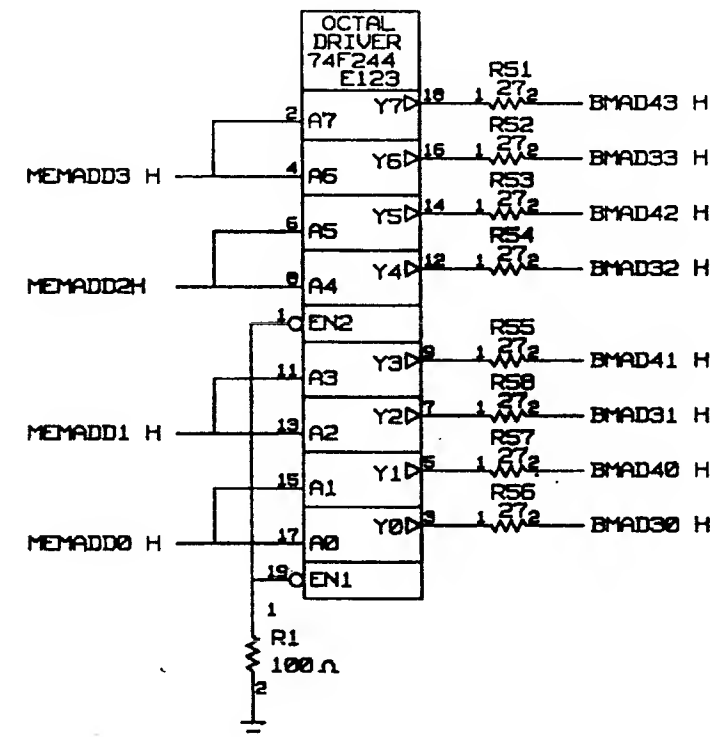 OCTAL
DRIVER
74F244
E123
R51
27
2 A7 Y7 18 1 2 BMAD43 H
R52
27
MEMADD3 H 4 A6 Y6 16 1 2 BMAD33 H
R53
27
6 A5 Y5 14 1 2 BMAD42 H
R54
27
MEMADD2H 8 A4 Y4 12 1 2 BMAD32 H
1 EN2
R55
27
11 A3 Y3 9 1 2 BMAD41 H
R58
27
MEMADD1 H 13 A2 Y2 7 1 2 BMAD31 H
R57
27
15 A1 Y1 5 1 2 BMAD40 H
R56
27
MEMADD0 H 17 A0 Y0 3 1 2 BMAD30 H
19 EN1
1
R1
100Ω
2